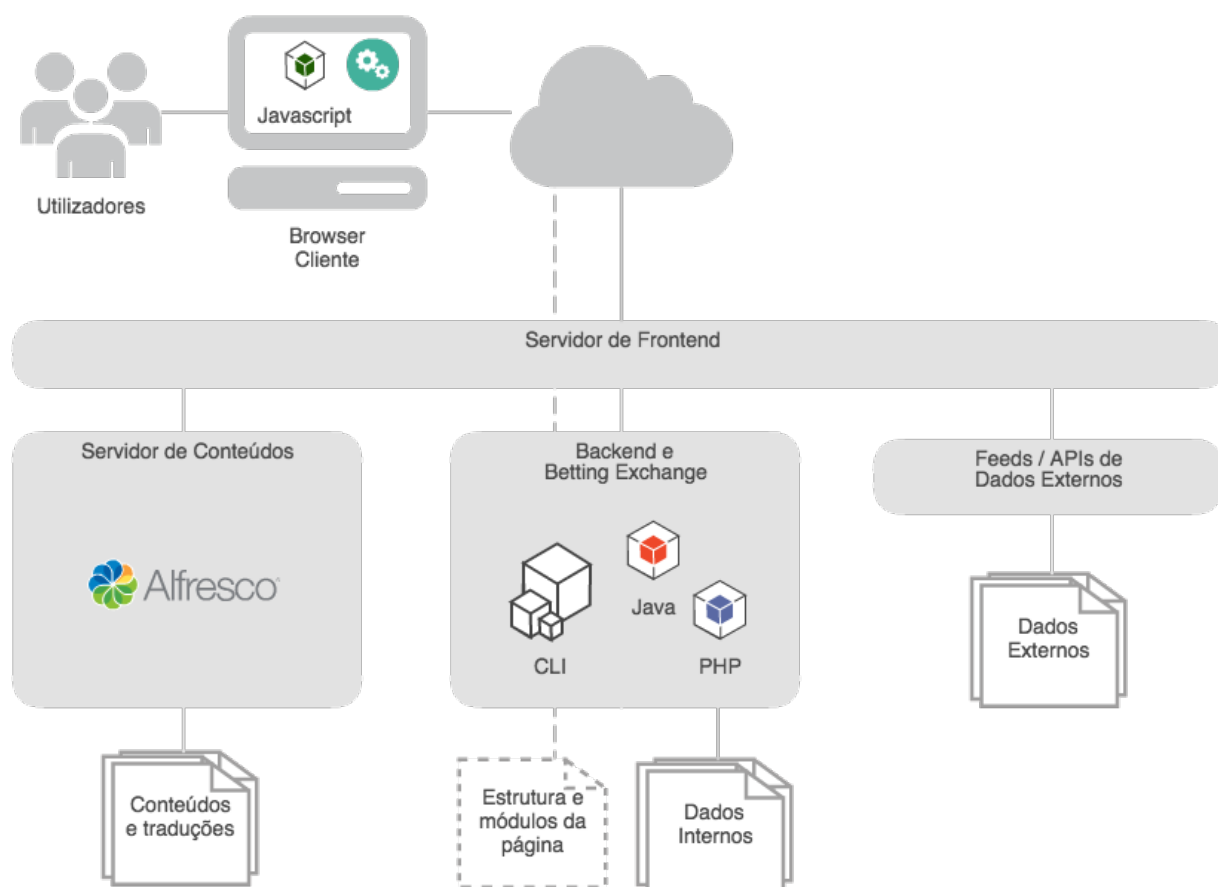 Javascript
Utilizadores
Browser
Cliente
Servidor de Frontend
Servidor de Conteúdos
Alfresco
Backend e
Betting Exchange
Java
CLI
PHP
Feeds / APIs de
Dados Externos
Dados
Externos
Conteúdos
e traduções
Estrutura e
módulos da
página
Dados
Internos